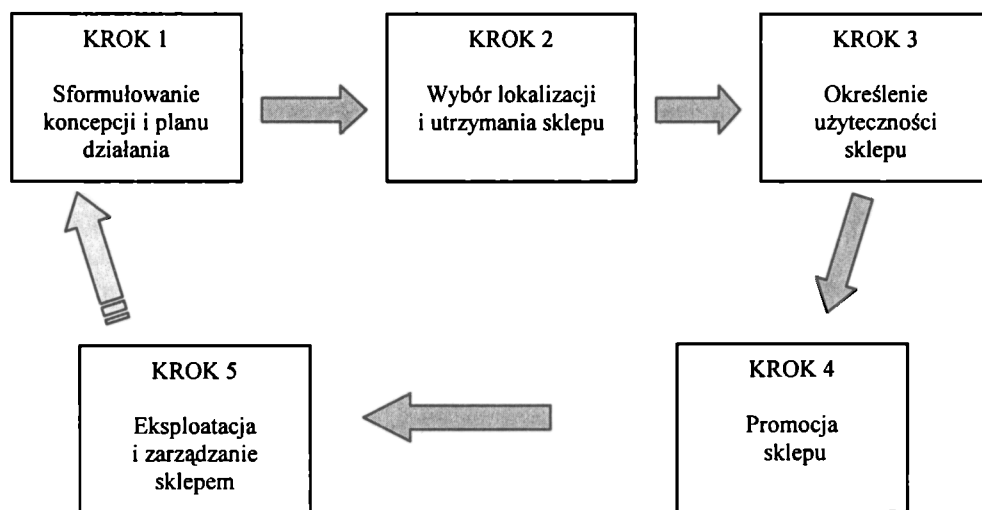 KROK 1
Sformułowanie
koncepcji i planu
działania
KROK 2
Wybór lokalizacji
i utrzymania sklepu
KROK 3
Określenie
użyteczności
sklepu
KROK 4
Promocja
sklepu
KROK 5
Eksploatacja
i zarządzanie
sklepem